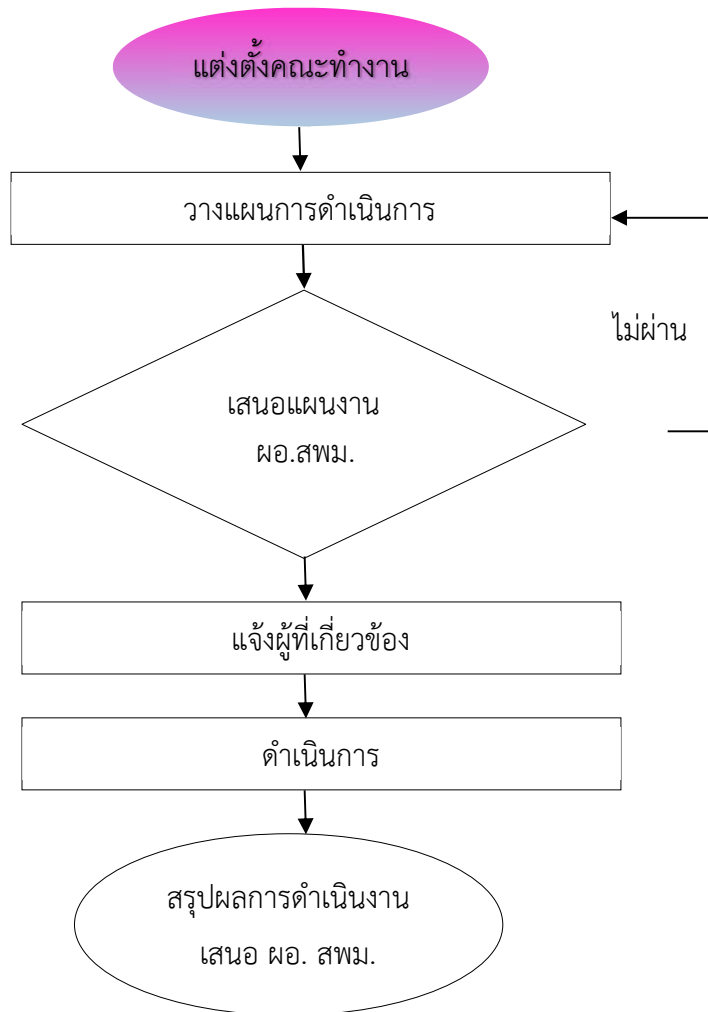 แต่งตั้งคณะทำงาน
วางแผนการดำเนินการ
ไม่ผ่าน
เสนอแผนงาน
ผอ.สพม.
แจ้งผู้ที่เกี่ยวข้อง
ดำเนินการ
สรุปผลการดำเนินงาน
เสนอ ผอ. สพม.